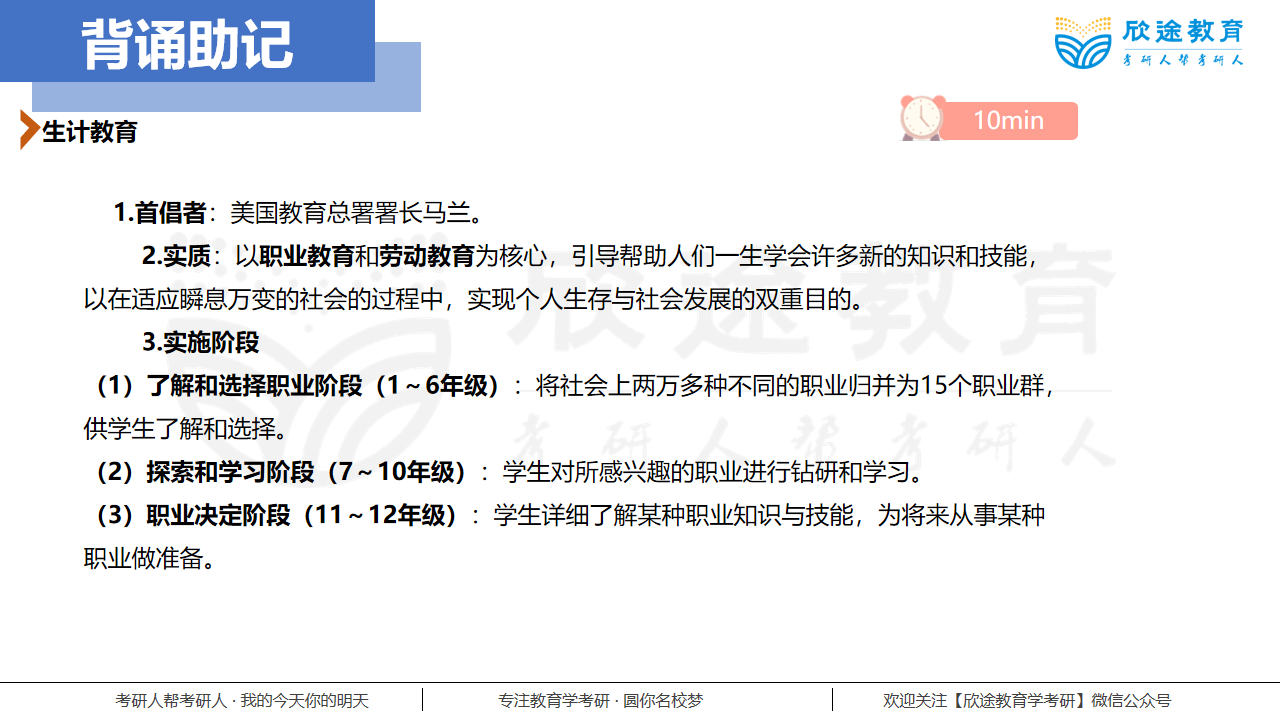 背诵助记
欣途教育
考研人帮考研人
生计教育
10min
1.首倡者：美国教育总署署长马兰。
2.实质：以职业教育和劳动教育为核心，引导帮助人们一生学会许多新的知识和技能，
以在适应瞬息万变的社会的过程中，实现个人生存与社会发展的双重目的。
3.实施阶段
（1）了解和选择职业阶段（1～6年级）：将社会上两万多种不同的职业归并为15个职业群，
供学生了解和选择。
（2）探索和学习阶段（7～10年级）：学生对所感兴趣的职业进行钻研和学习。
（3）职业决定阶段（11～12年级）：学生详细了解某种职业知识与技能，为将来从事某种
职业做准备。
欣途教育
考研人帮考研人
考研人帮考研人 · 我的今天你的明天
专注教育学考研 · 圆你名校梦
欢迎关注【欣途教育学考研】微信公众号